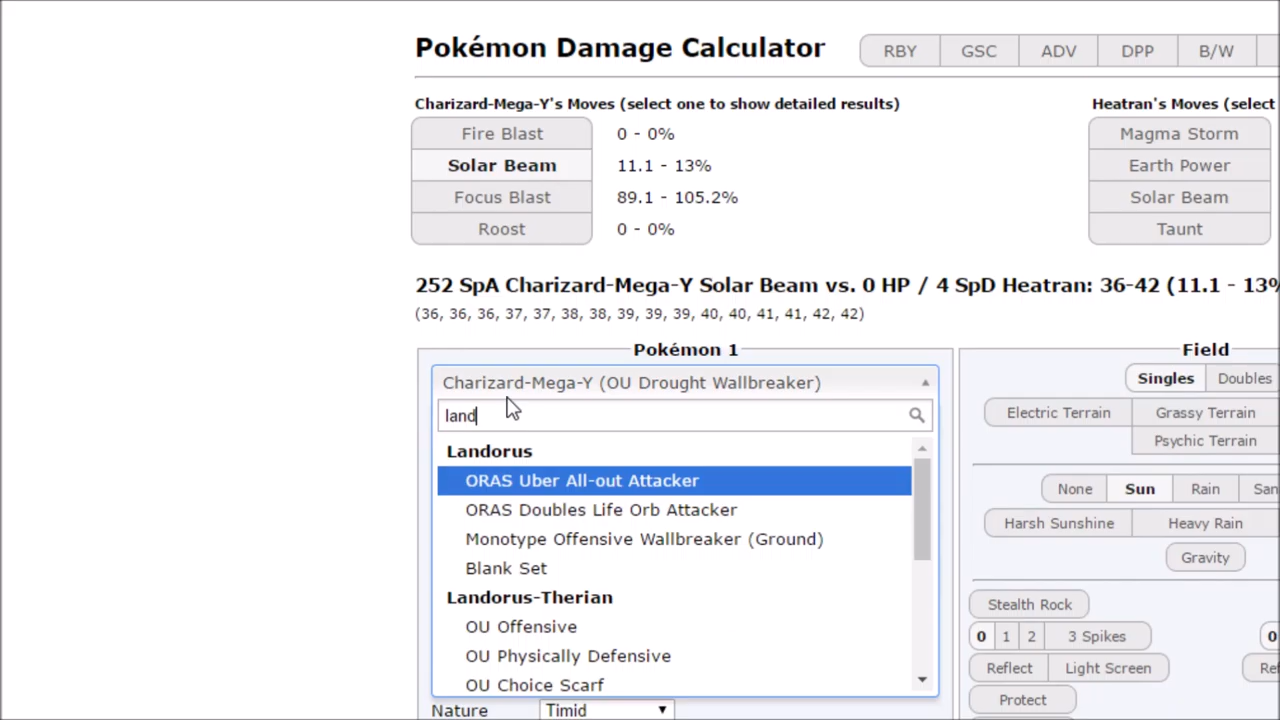 Pokémon Damage Calculator
RBY GSC ADV DPP B/W
Charizard-Mega-Y's Moves (select one to show detailed results)
Heatran's Moves (select
Fire Blast 0 - 0%
Magma Storm
Solar Beam 11.1 - 13%
Earth Power
Focus Blast 89.1 - 105.2%
Solar Beam
Roost 0 - 0%
Taunt
252 SpA Charizard-Mega-Y Solar Beam vs. 0 HP / 4 SpD Heatran: 36-42 (11.1 - 13%
(36, 36, 36, 37, 37, 38, 38, 39, 39, 39, 40, 40, 41, 41, 42, 42)
Pokémon 1
Charizard-Mega-Y (OU Drought Wallbreaker)
land
Landorus
ORAS Uber All-out Attacker
ORAS Doubles Life Orb Attacker
Monotype Offensive Wallbreaker (Ground)
Blank Set
Landorus-Therian
OU Offensive
OU Physically Defensive
OU Choice Scarf
Nature Timid
Field
Singles Doubles
Electric Terrain Grassy Terrain
Psychic Terrain
None Sun Rain San
Harsh Sunshine Heavy Rain
Gravity
Stealth Rock
0 1 2 3 Spikes 0
Reflect Light Screen Ref
Protect